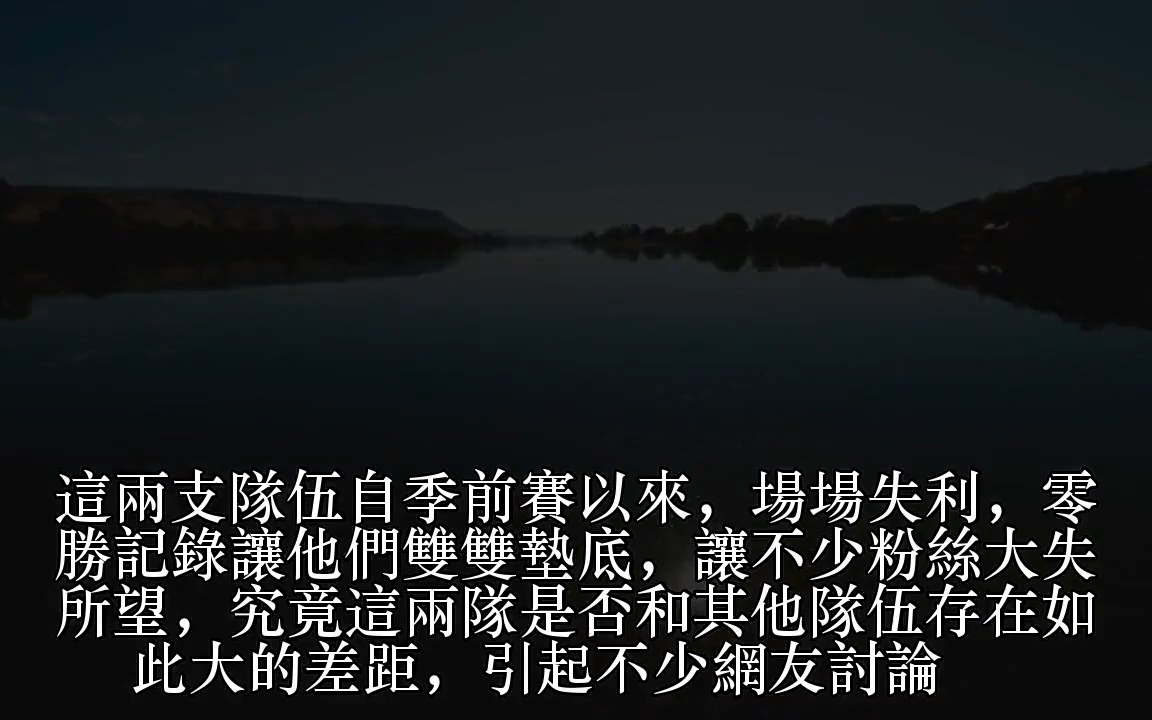 這兩支隊伍自季前賽以來，場場失利，零
勝記錄讓他們雙雙墊底，讓不少粉絲大失
所望，究竟這兩隊是否和其他隊伍存在如
此大的差距，引起不少網友討論